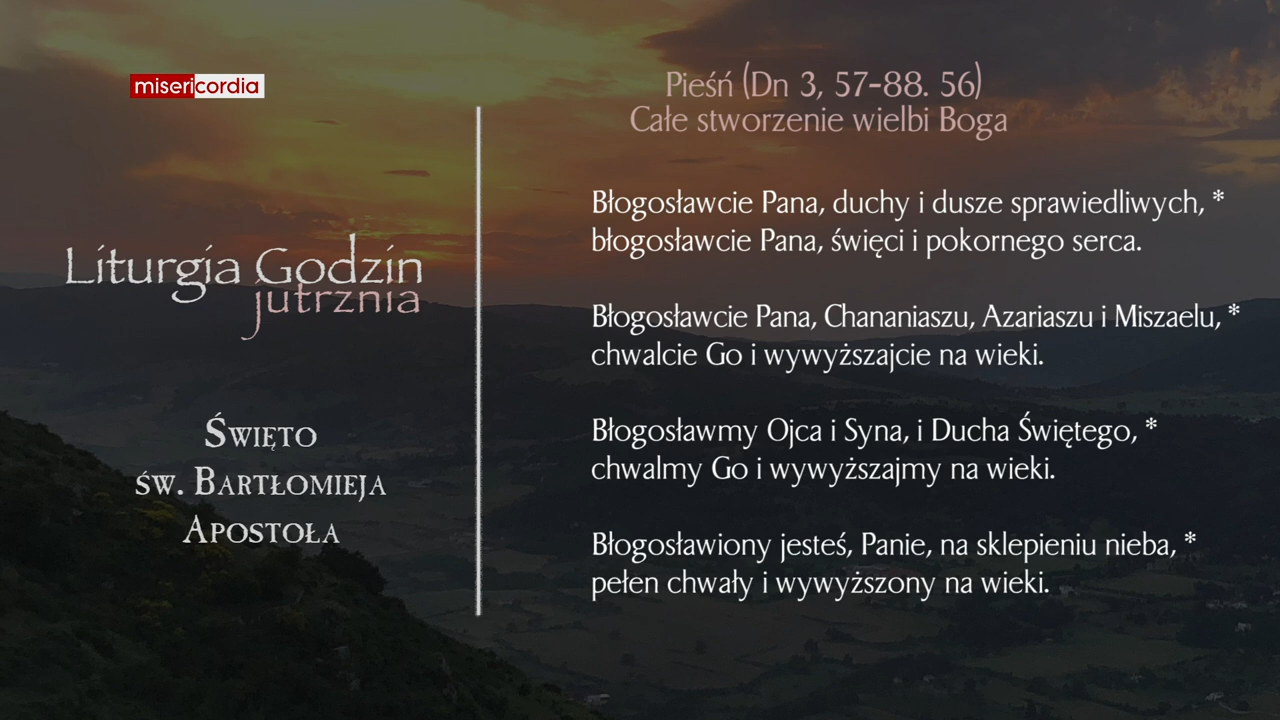 misericordia
Liturgia Godzin
jutrznia
Święto
św. Bartłomieja
Apostoła
Pieśń (Dn 3, 57-88. 56)
Całe stworzenie wielbi Boga
Błogosławcie Pana, duchy i dusze sprawiedliwych, *
błogosławcie Pana, święci i pokornego serca.
Błogosławcie Pana, Chananiaszu, Azariaszu i Miszaelu, *
chwalcie Go i wywyższajcie na wieki.
Błogosławmy Ojca i Syna, i Ducha Świętego, *
chwalmy Go i wywyższajmy na wieki.
Błogosławiony jesteś, Panie, na sklepieniu nieba, *
pełen chwały i wywyższony na wieki.